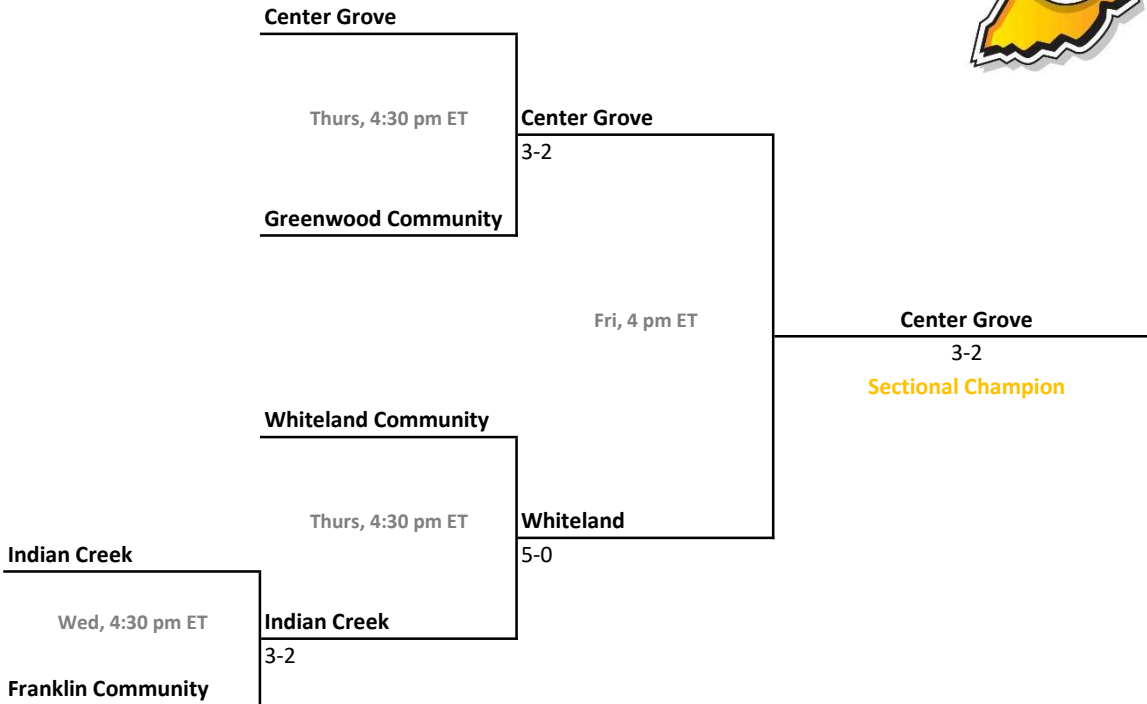 Center Grove
Thurs, 4:30 pm ET
Center Grove
3-2
Greenwood Community
Fri, 4 pm ET
Center Grove
3-2
Sectional Champion
Whiteland Community
Thurs, 4:30 pm ET
Whiteland
5-0
Indian Creek
Wed, 4:30 pm ET
Indian Creek
3-2
Franklin Community